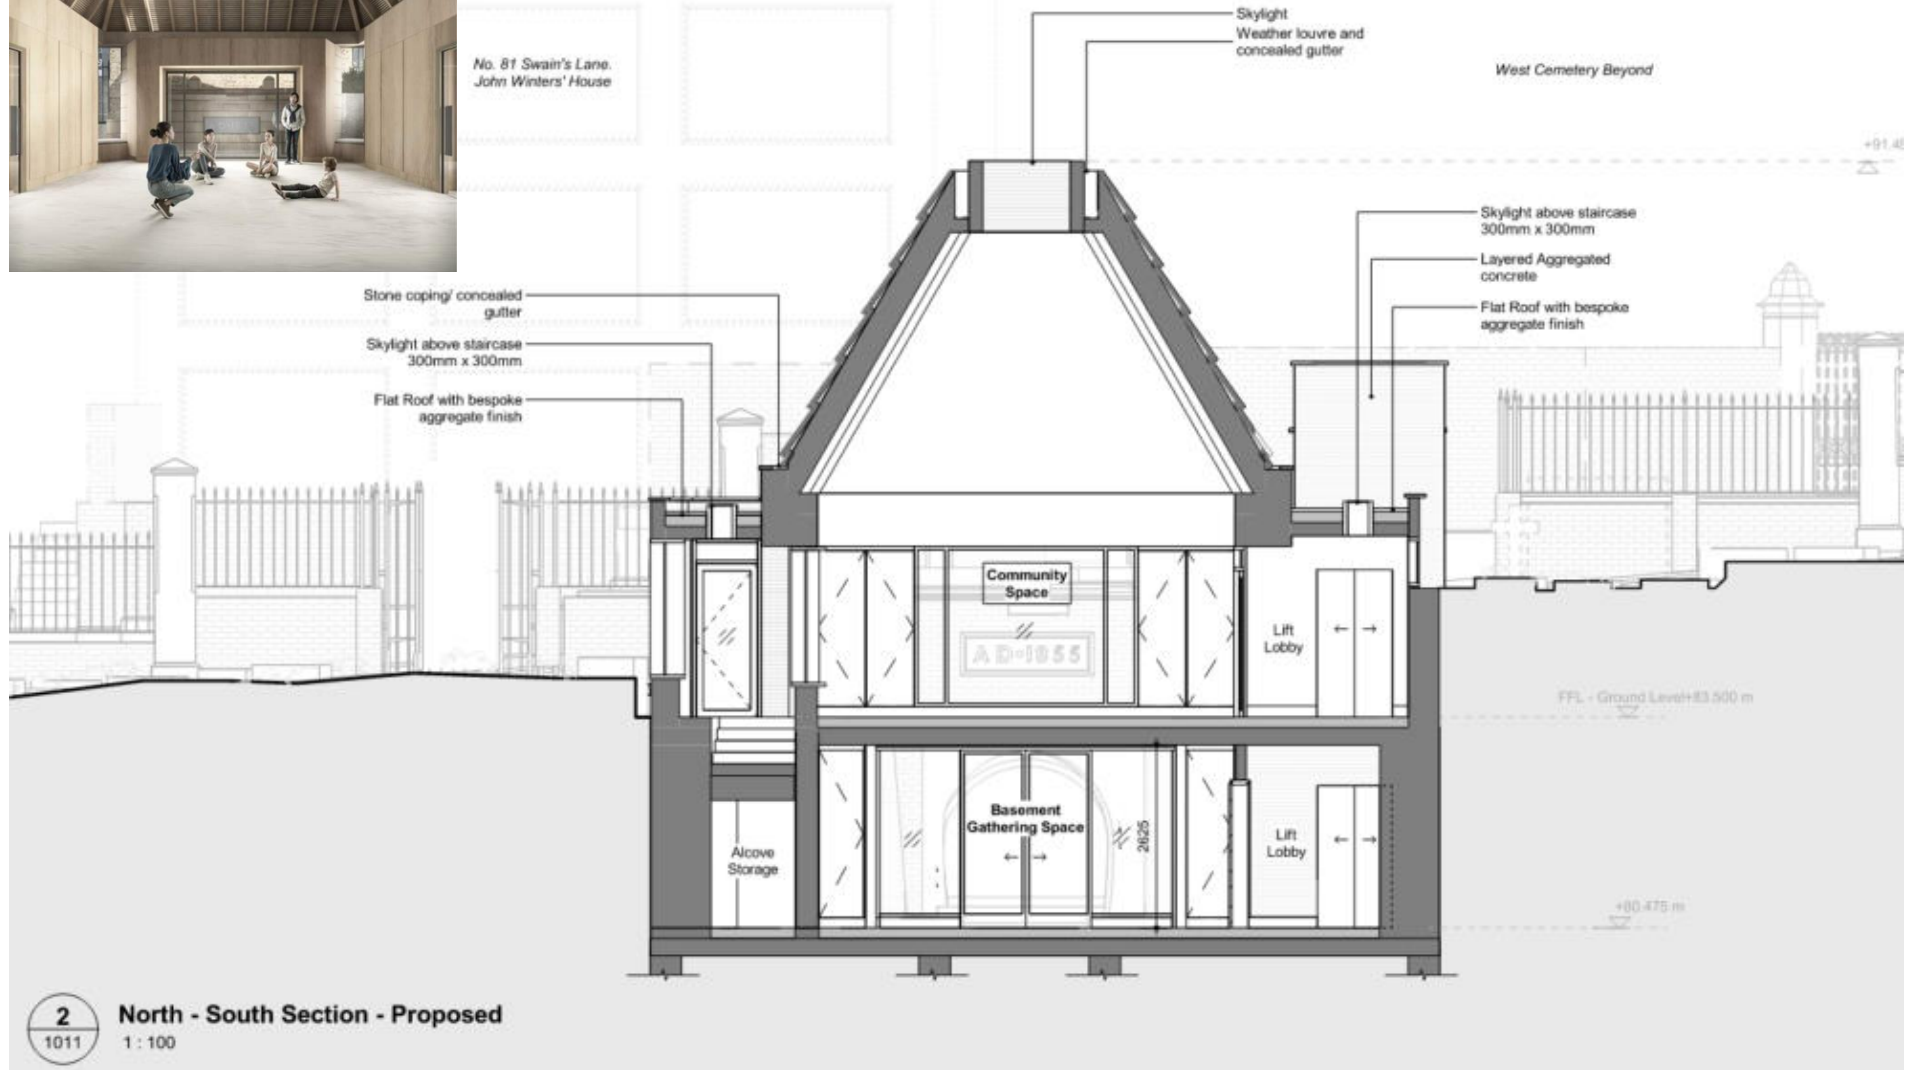 Skylight
Weather louvre and
concealed gutter
No. 81 Swain's Lane.
John Winters' House
West Cemetery Beyond
Skylight above staircase
300mm x 300mm
Layered Aggregated
concrete
Flat Roof with bespoke
aggregate finish
Stone coping/ concealed
gutter
Skylight above staircase
300mm x 300mm
Flat Roof with bespoke
aggregate finish
Community
Space
AD·1855
Lift
Lobby
FFL - Ground Level+83.500 m
Basement
Gathering Space
2625
Alcove
Storage
Lift
Lobby
+80.475 m
2
1011
North - South Section - Proposed
1 : 100